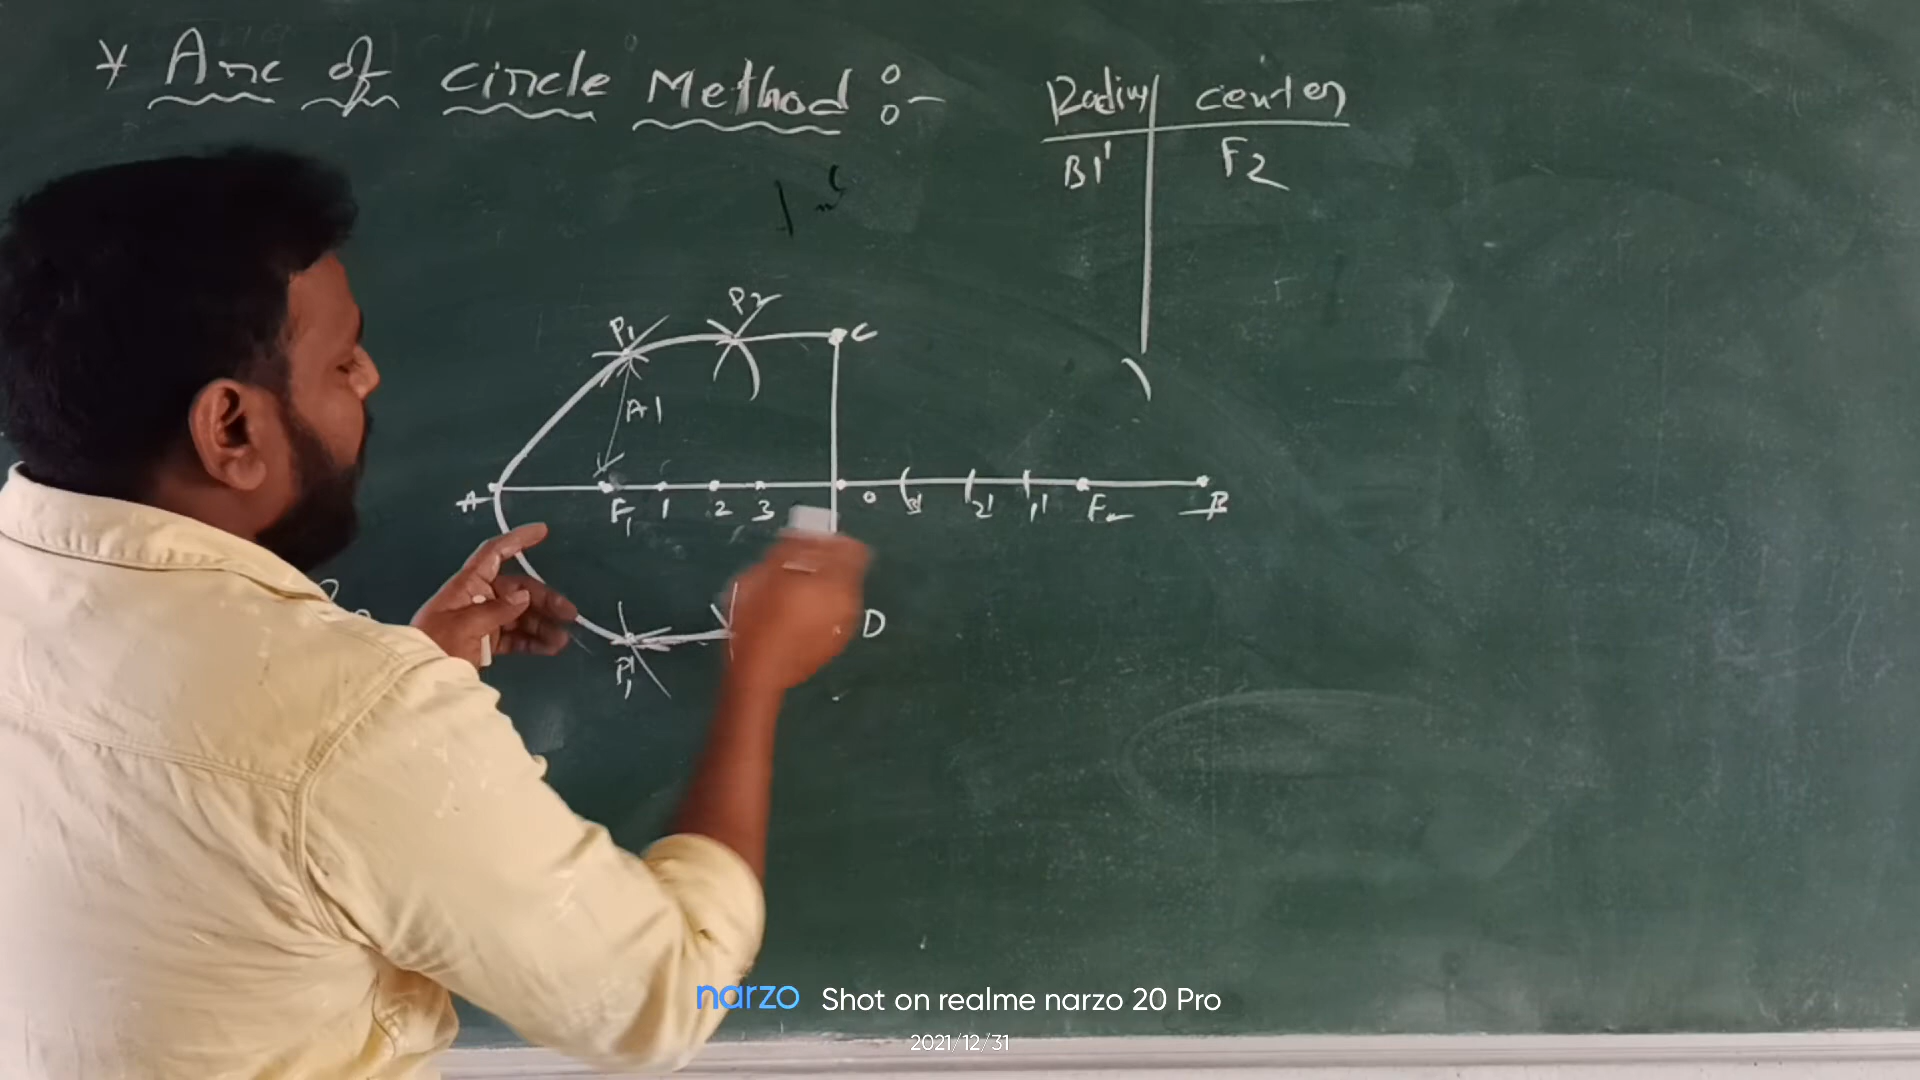 * Arc of circle Method :-
Radius center
B1' F2
P1 P2 C
A1
A F1 1 2 3 O 3' 2' 1' F2 B
D
P1'
narzo Shot on realme narzo 20 Pro
2021/12/31